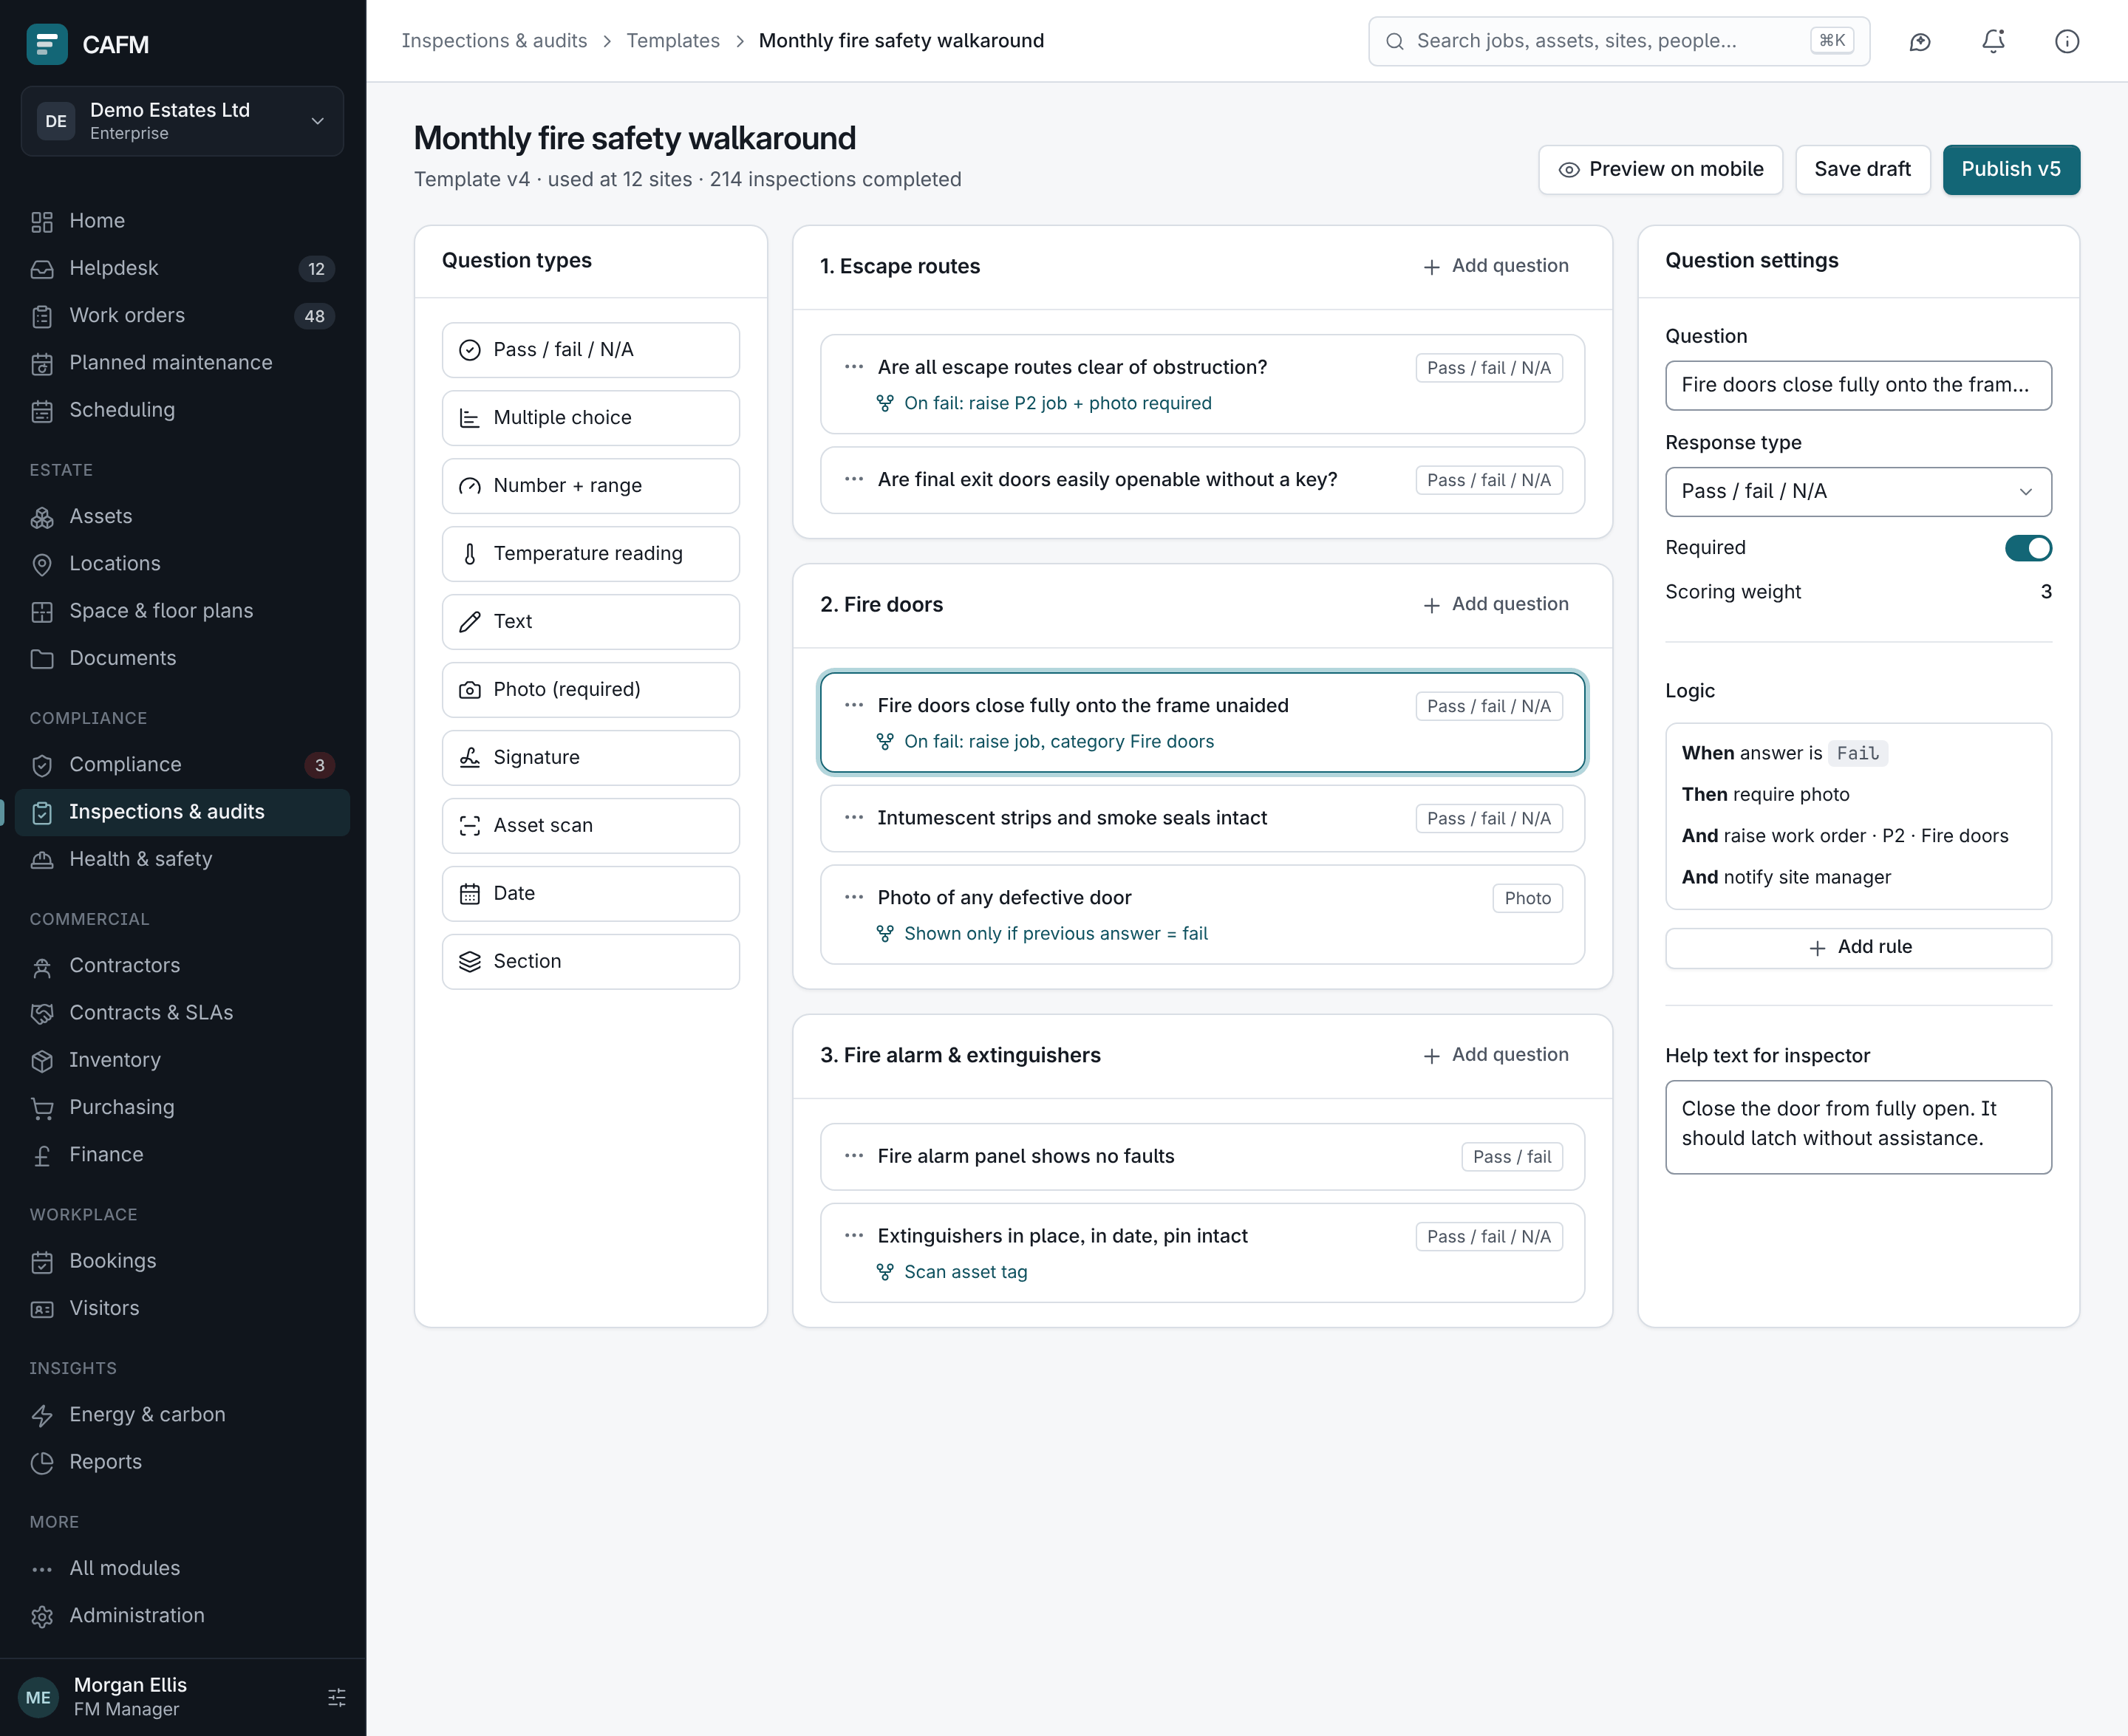 CAFM
DE
Demo Estates Ltd
Enterprise
Home
Helpdesk 12
Work orders 48
Planned maintenance
Scheduling
ESTATE
Assets
Locations
Space & floor plans
Documents
COMPLIANCE
Compliance 3
Inspections & audits
Health & safety
COMMERCIAL
Contractors
Contracts & SLAs
Inventory
Purchasing
Finance
WORKPLACE
Bookings
Visitors
INSIGHTS
Energy & carbon
Reports
MORE
All modules
Administration
ME
Morgan Ellis
FM Manager
Inspections & audits > Templates > Monthly fire safety walkaround
Search jobs, assets, sites, people... ⌘K
Monthly fire safety walkaround
Template v4 · used at 12 sites · 214 inspections completed
Preview on mobile
Save draft
Publish v5
Question types
Pass / fail / N/A
Multiple choice
Number + range
Temperature reading
Text
Photo (required)
Signature
Asset scan
Date
Section
1. Escape routes
Add question
Are all escape routes clear of obstruction? Pass / fail / N/A
On fail: raise P2 job + photo required
Are final exit doors easily openable without a key? Pass / fail / N/A
2. Fire doors
Add question
Fire doors close fully onto the frame unaided Pass / fail / N/A
On fail: raise job, category Fire doors
Intumescent strips and smoke seals intact Pass / fail / N/A
Photo of any defective door Photo
Shown only if previous answer = fail
3. Fire alarm & extinguishers
Add question
Fire alarm panel shows no faults Pass / fail
Extinguishers in place, in date, pin intact Pass / fail / N/A
Scan asset tag
Question settings
Question
Fire doors close fully onto the fram...
Response type
Pass / fail / N/A
Required
Scoring weight 3
Logic
When answer is Fail
Then require photo
And raise work order · P2 · Fire doors
And notify site manager
Add rule
Help text for inspector
Close the door from fully open. It
should latch without assistance.